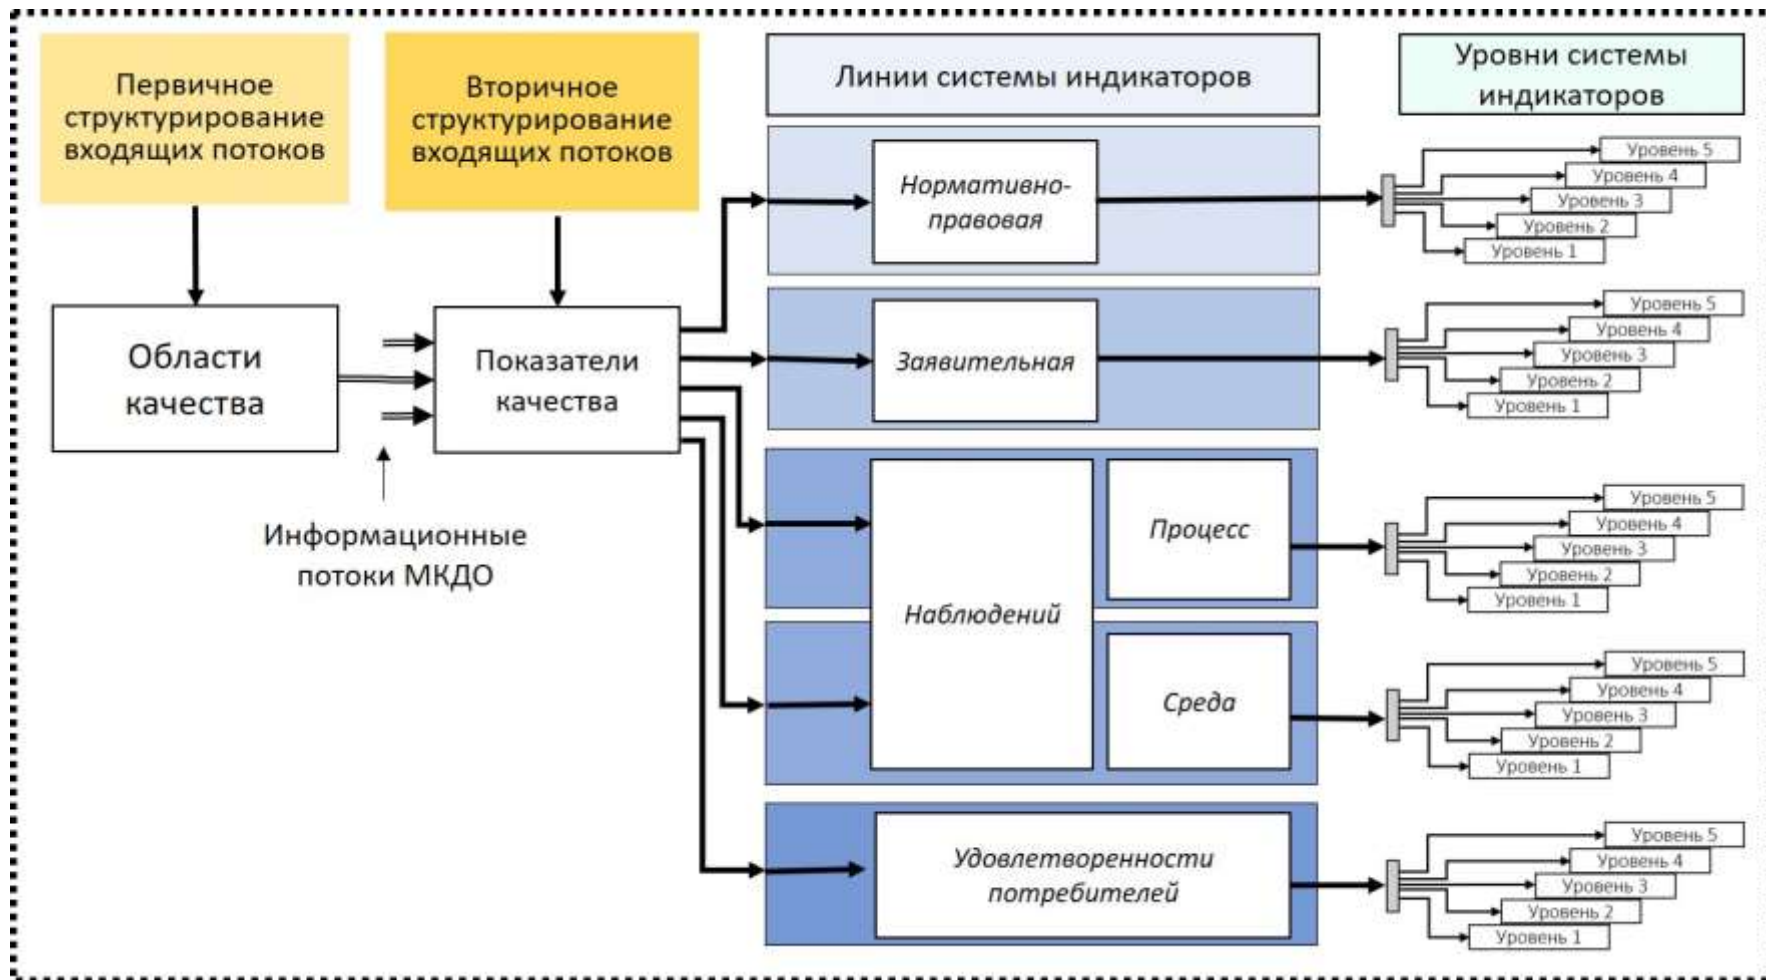 Первичное
структурирование
входящих потоков
Вторичное
структурирование
входящих потоков
Линии системы индикаторов
Уровни системы
индикаторов
Области
качества
Показатели
качества
Информационные
потоки МКДО
Нормативно-
правовая
Уровень 5
Уровень 4
Уровень 3
Уровень 2
Уровень 1
Заявительная
Уровень 5
Уровень 4
Уровень 3
Уровень 2
Уровень 1
Наблюдений
Процесс
Уровень 5
Уровень 4
Уровень 3
Уровень 2
Уровень 1
Среда
Уровень 5
Уровень 4
Уровень 3
Уровень 2
Уровень 1
Удовлетворенности
потребителей
Уровень 5
Уровень 4
Уровень 3
Уровень 2
Уровень 1